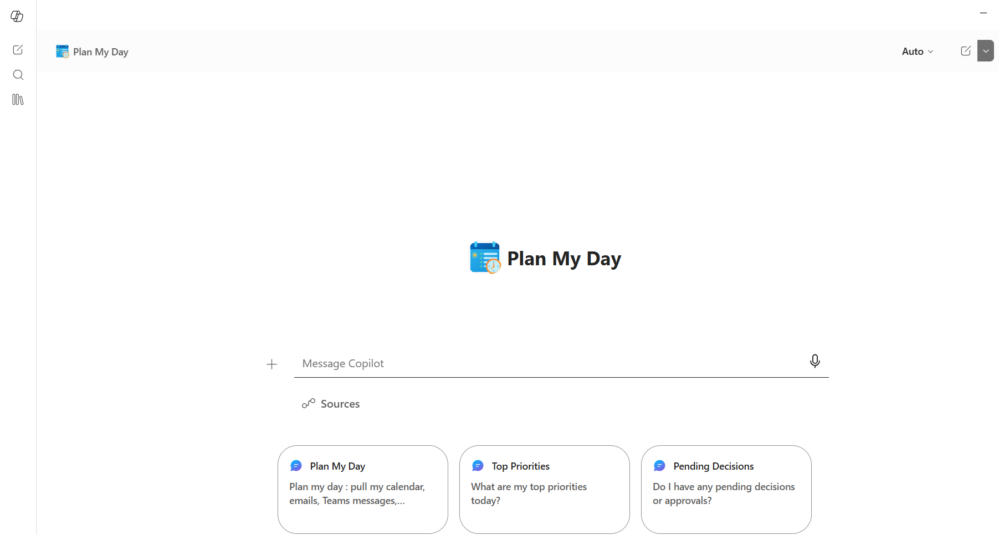 Plan My Day
Auto
Plan My Day
Message Copilot
Sources
Plan My Day
Plan my day : pull my calendar,
emails, Teams messages,...
Top Priorities
What are my top priorities
today?
Pending Decisions
Do I have any pending decisions
or approvals?